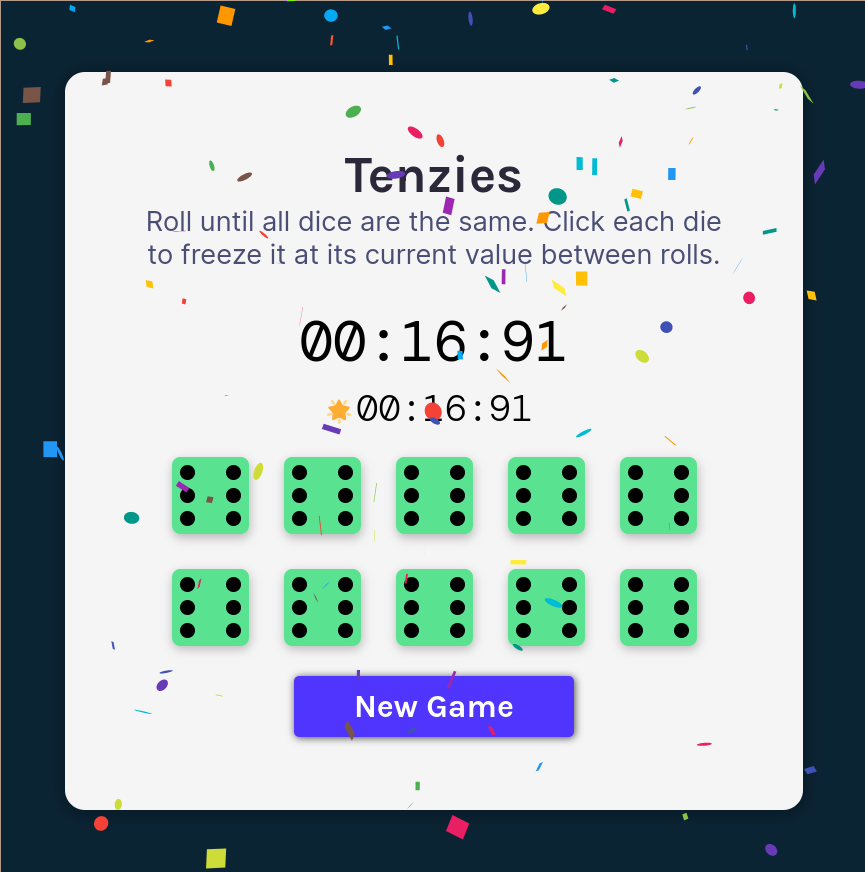 Tenzies
Roll until all dice are the same. Click each die
to freeze it at its current value between rolls.
00:16:91
🌟00:16:91
New Game